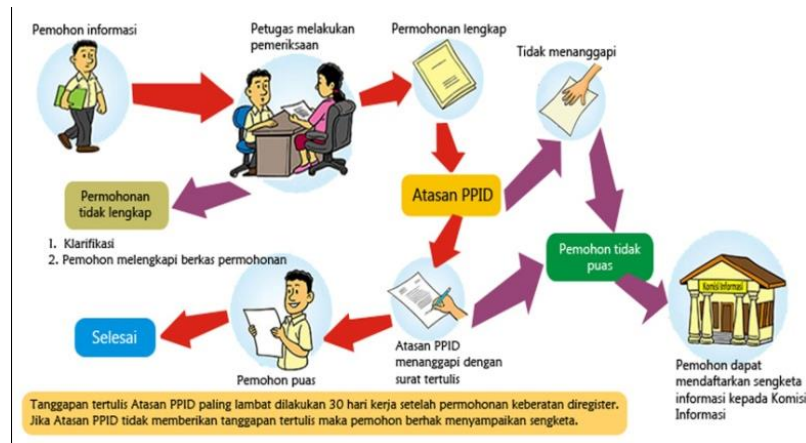 Pemohon informasi
Petugas melakukan
pemeriksaan
Permohonan lengkap
Tidak menanggapi
Permohonan
tidak lengkap
1. Klarifikasi
2. Pemohon melengkapi berkas permohonan
Atasan PPID
Pemohon tidak
puas
Komisi Informasi
Selesai
Pemohon puas
Atasan PPID
menanggapi dengan
surat tertulis
Pemohon dapat
mendaftarkan sengketa
informasi kepada Komisi
Informasi
Tanggapan tertulis Atasan PPID paling lambat dilakukan 30 hari kerja setelah permohonan keberatan diregister.
Jika Atasan PPID tidak memberikan tanggapan tertulis maka pemohon berhak menyampaikan sengketa.